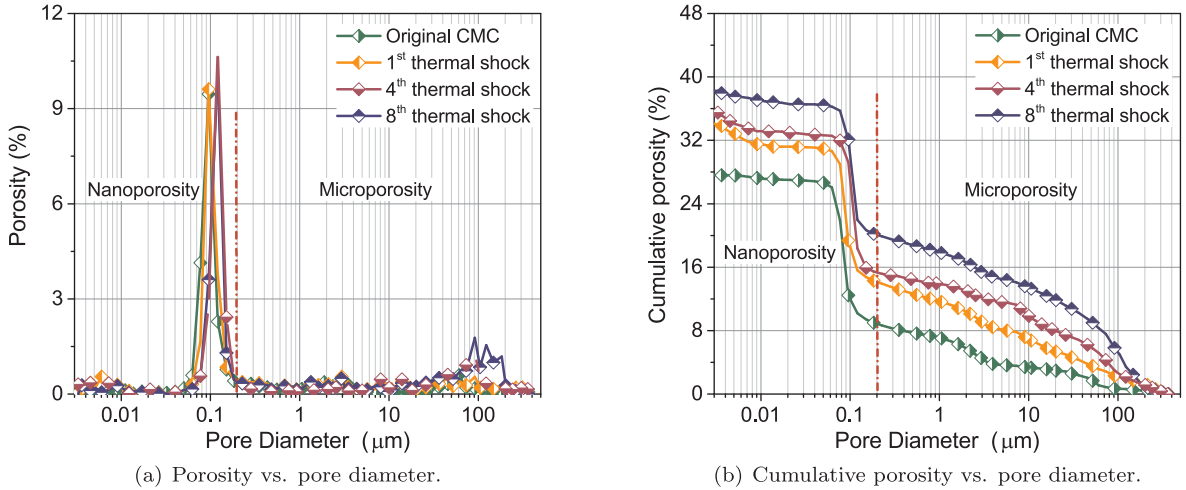 12
9
6
3
0
Porosity (%)
Original CMC
1st thermal shock
4th thermal shock
8th thermal shock
Nanoporosity
Microporosity
0.01
0.1
1
10
100
Pore Diameter (μm)
(a) Porosity vs. pore diameter.
48
40
32
24
16
8
0
Cumulative porosity (%)
Original CMC
1st thermal shock
4th thermal shock
8th thermal shock
Microporosity
Nanoporosity
0.01
0.1
1
10
100
Pore Diameter (μm)
(b) Cumulative porosity vs. pore diameter.